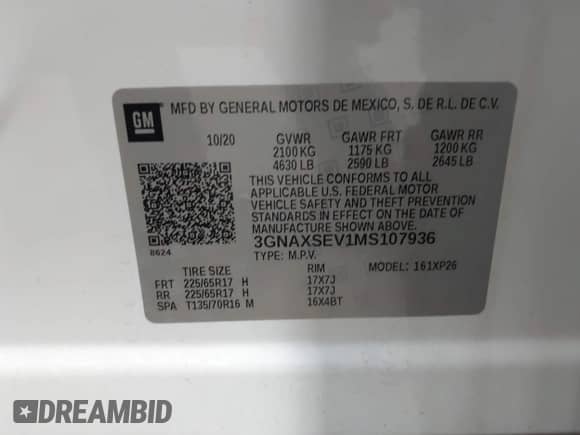 GM
MFD BY GENERAL MOTORS DE MEXICO, S. DE R.L. DE C.V.
10/20 GVWR GAWR FRT GAWR RR
2100 KG 1175 KG 1200 KG
4630 LB 2590 LB 2645 LB
THIS VEHICLE CONFORMS TO ALL
APPLICABLE U.S. FEDERAL MOTOR
VEHICLE SAFETY AND THEFT PREVENTION
STANDARDS IN EFFECT ON THE DATE OF
MANUFACTURE SHOWN ABOVE.
8624
3GNAXSEV1MS107936
TYPE: M.P.V. MODEL: 161XP26
TIRE SIZE RIM
FRT 225/65R17 H 17X7J
RR 225/65R17 H 17X7J
SPA T135/70R16 M 16X4BT
DREAMBID